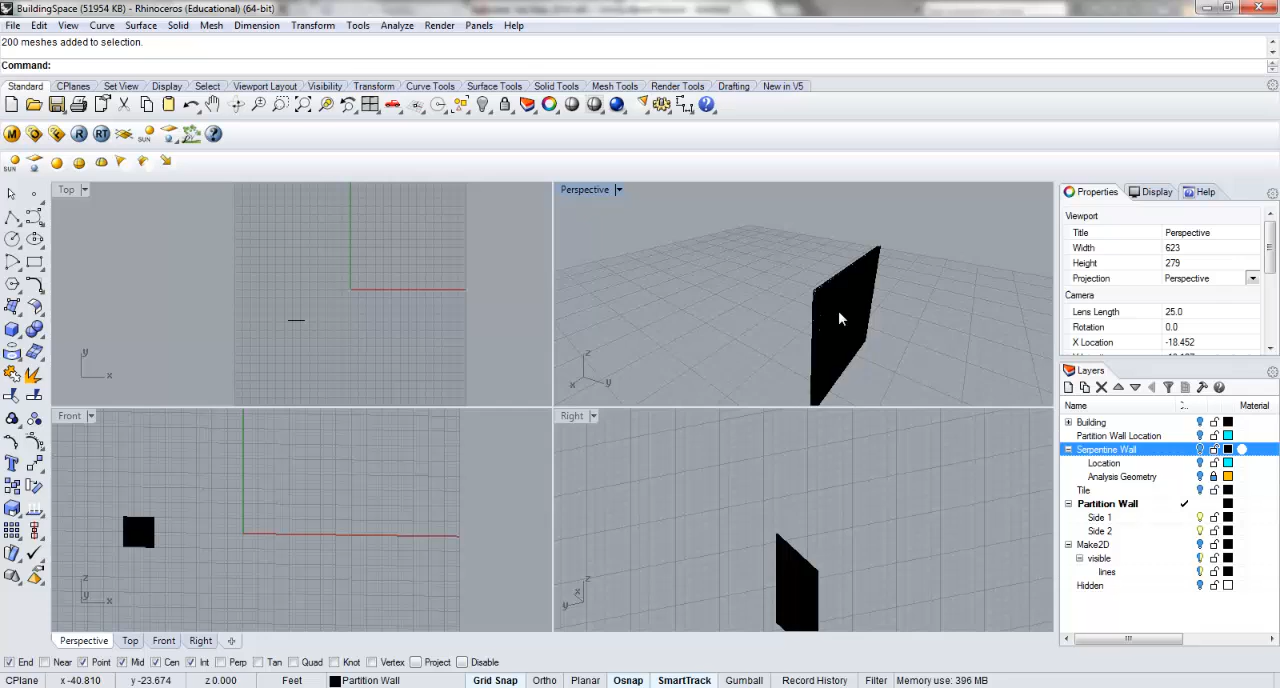 BuildingSpace (51954 KB) - Rhinoceros (Educational) (64-bit)
File Edit View Curve Surface Solid Mesh Dimension Transform Tools Analyze Render Panels Help
200 meshes added to selection.
Command:
Standard CPlanes Set View Display Select Viewport Layout Visibility Transform Curve Tools Surface Tools Solid Tools Mesh Tools Render Tools Drafting New in V5
M R RT SUN
SUN
Top Perspective
Properties Display Help
Viewport
Title Perspective
Width 623
Height 279
Projection Perspective
Camera
Lens Length 25.0
Rotation 0.0
X Location -18.452
y x
z x y
Layers
Name Material
Front Right
Building
Partition Wall Location
Serpentine Wall
Location
Analysis Geometry
Tile
Partition Wall
Side 1
Side 2
Make2D
visible
lines
Hidden
z x
z x y
Perspective Top Front Right
End Near Point Mid Cen Int Perp Tan Quad Knot Vertex Project Disable
CPlane x -40.810 y -23.674 z 0.000 Feet Partition Wall Grid Snap Ortho Planar Osnap SmartTrack Gumball Record History Filter Memory use: 396 MB